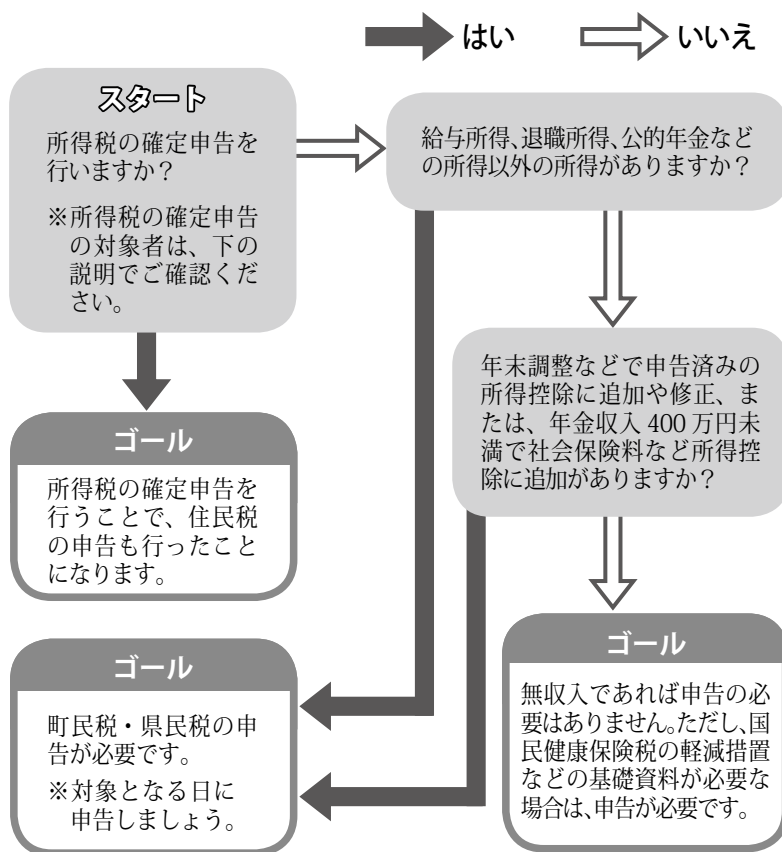 はい
いいえ
スタート
所得税の確定申告を
行いますか？
※所得税の確定申告
の対象者は、下の
説明でご確認くだ
さい。
給与所得、退職所得、公的年金など
の所得以外の所得がありますか？
年末調整などで申告済みの
所得控除に追加や修正、ま
たは、年金収入 400 万円未
満で社会保険料など所得控
除に追加がありますか？
ゴール
所得税の確定申告を
行うことで、住民税
の申告も行ったこと
になります。
ゴール
町民税・県民税の申
告が必要です。
※対象となる日に
申告しましょう。
ゴール
無収入であれば申告の必
要はありません。ただし、国
民健康保険税の軽減措置
などの基礎資料が必要な
場合は、申告が必要です。